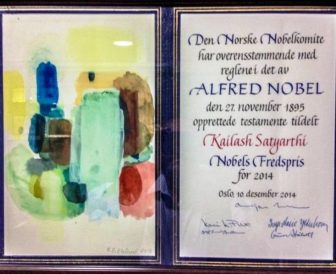 Den Norske Nobelkomite
har overensstemmende med
reglene i det av
ALFRED NOBEL
den 27. november 1895
opprettede testamente tildelt
Kailash Satyarthi
Nobels Fredspris
for 2014
Oslo, 10. desember 2014